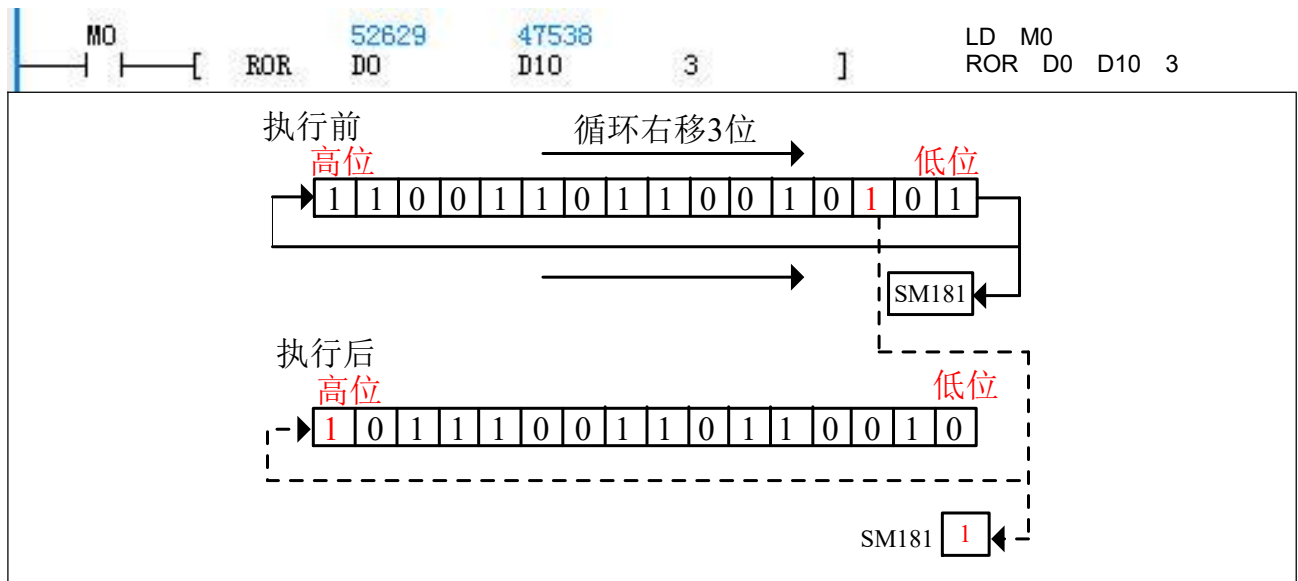 M0 52629 47538 LD M0
ROR D0 D10 3 ] ROR D0 D10 3
执行前 循环右移3位
高位 低位
1 1 0 0 1 1 0 1 1 0 0 1 0 1 0 1
SM181
执行后
高位 低位
1 0 1 1 1 0 0 1 1 0 1 1 0 0 1 0
SM181 1